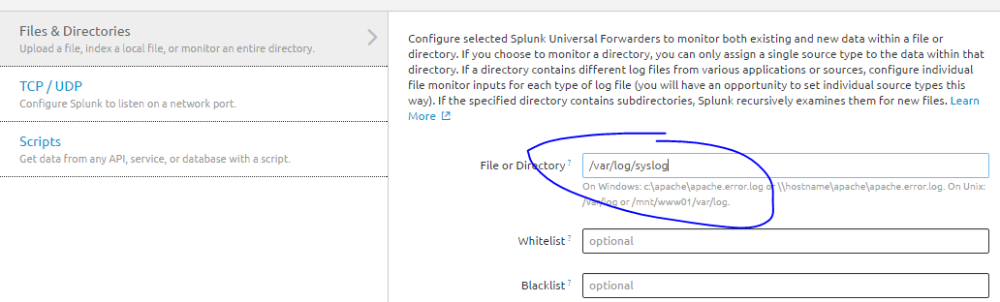 Files & Directories
Upload a file, index a local file, or monitor an entire directory.
TCP / UDP
Configure Splunk to listen on a network port.
Scripts
Get data from any API, service, or database with a script.
Configure selected Splunk Universal Forwarders to monitor both existing and new data within a file or
directory. If you choose to monitor a directory, you can only assign a single source type to the data within that
directory. If a directory contains different log files from various applications or sources, configure individual
file monitor inputs for each type of log file (you will have an opportunity to set individual source types this
way). If the specified directory contains subdirectories, Splunk recursively examines them for new files. Learn
More
File or Directory ? /var/log/syslog
On Windows: c:\apache\apache.error.log or \\hostname\apache\apache.error.log. On Unix:
/var/log or /mnt/www01/var/log.
Whitelist ? optional
Blacklist ? optional